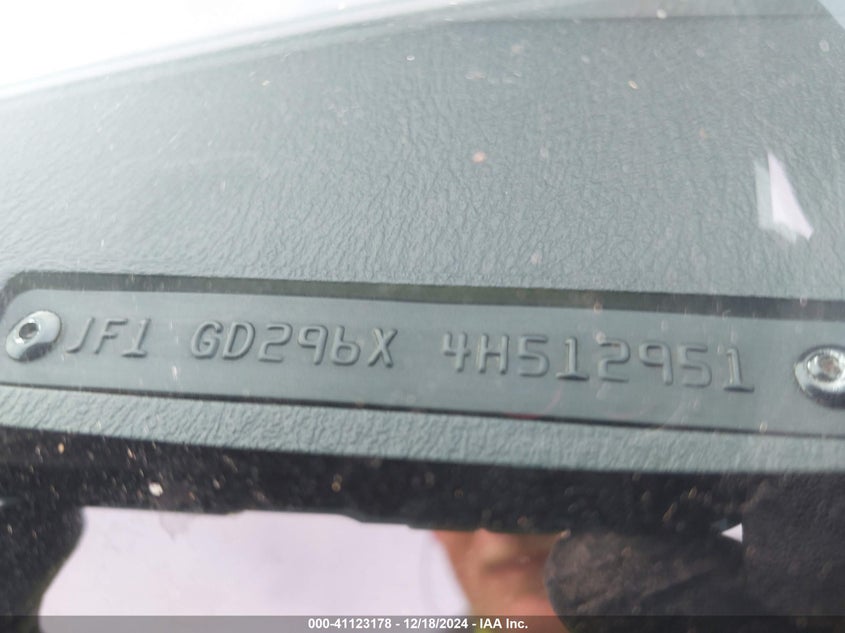 JF1 GD296X 4H512951
000-41123178 - 12/18/2024 - IAA Inc.